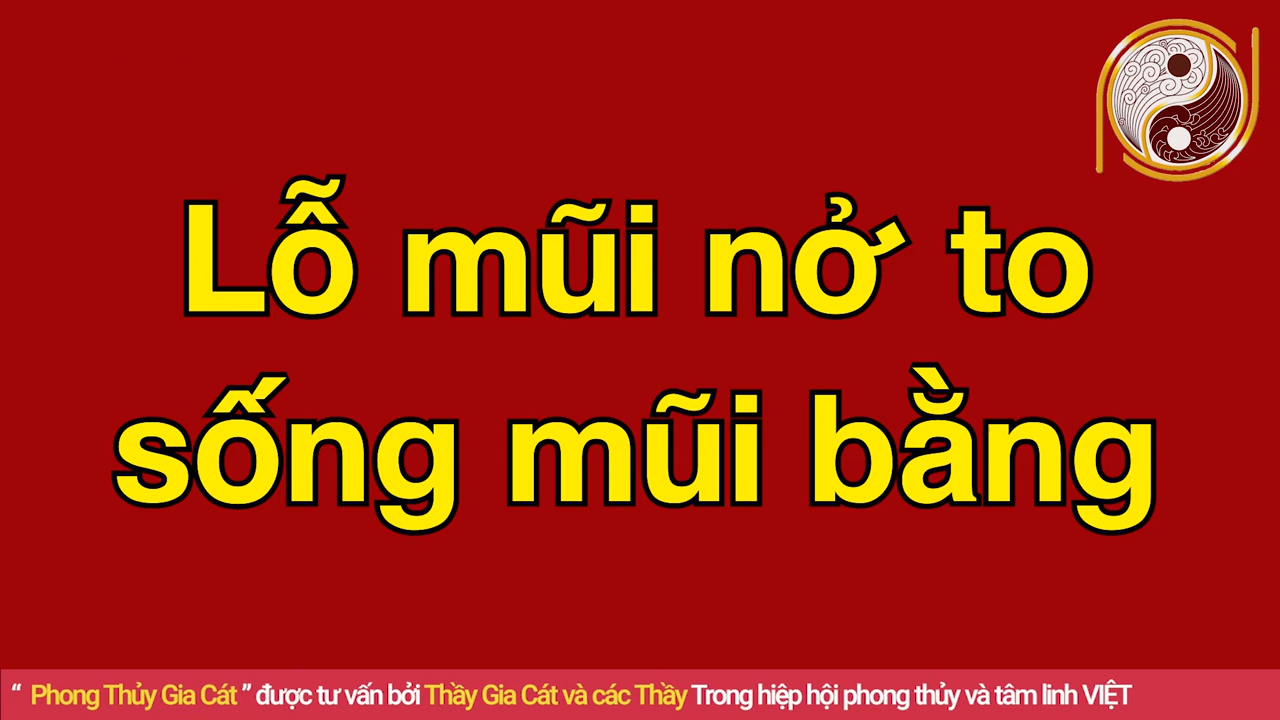 Lỗ mũi nở to
sống mũi bằng
“ Phong Thủy Gia Cát ” được tư vấn bởi Thầy Gia Cát và các Thầy Trong hiệp hội phong thủy và tâm linh VIỆT